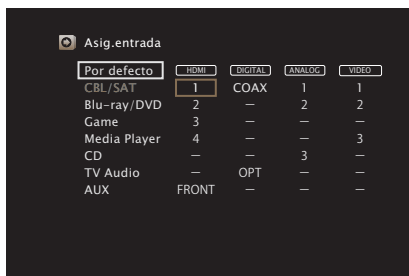 Asig.entrada
Por defecto HDMI DIGITAL ANALOG VIDEO
CBL/SAT 1 COAX 1 1
Blu-ray/DVD 2 — 2 2
Game 3 — — —
Media Player 4 — — 3
CD — — 3 —
TV Audio — OPT — —
AUX FRONT — — —